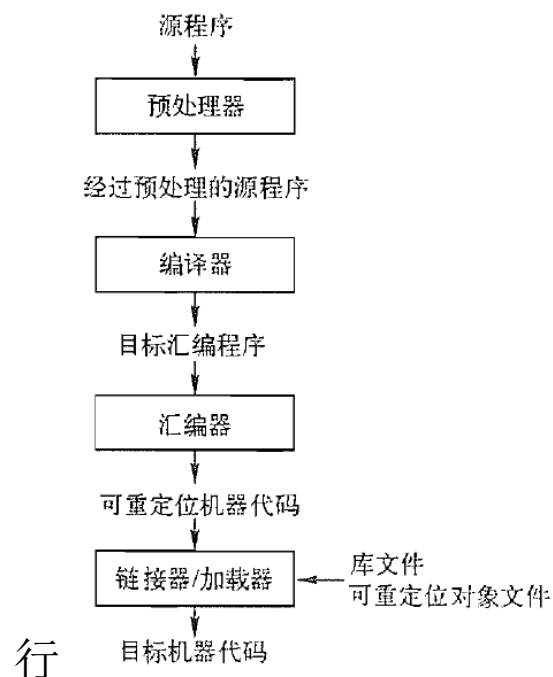 源程序
预处理器
经过预处理的源程序
编译器
目标汇编程序
汇编器
可重定位机器代码
链接器/加载器
库文件
可重定位对象文件
目标机器代码
行